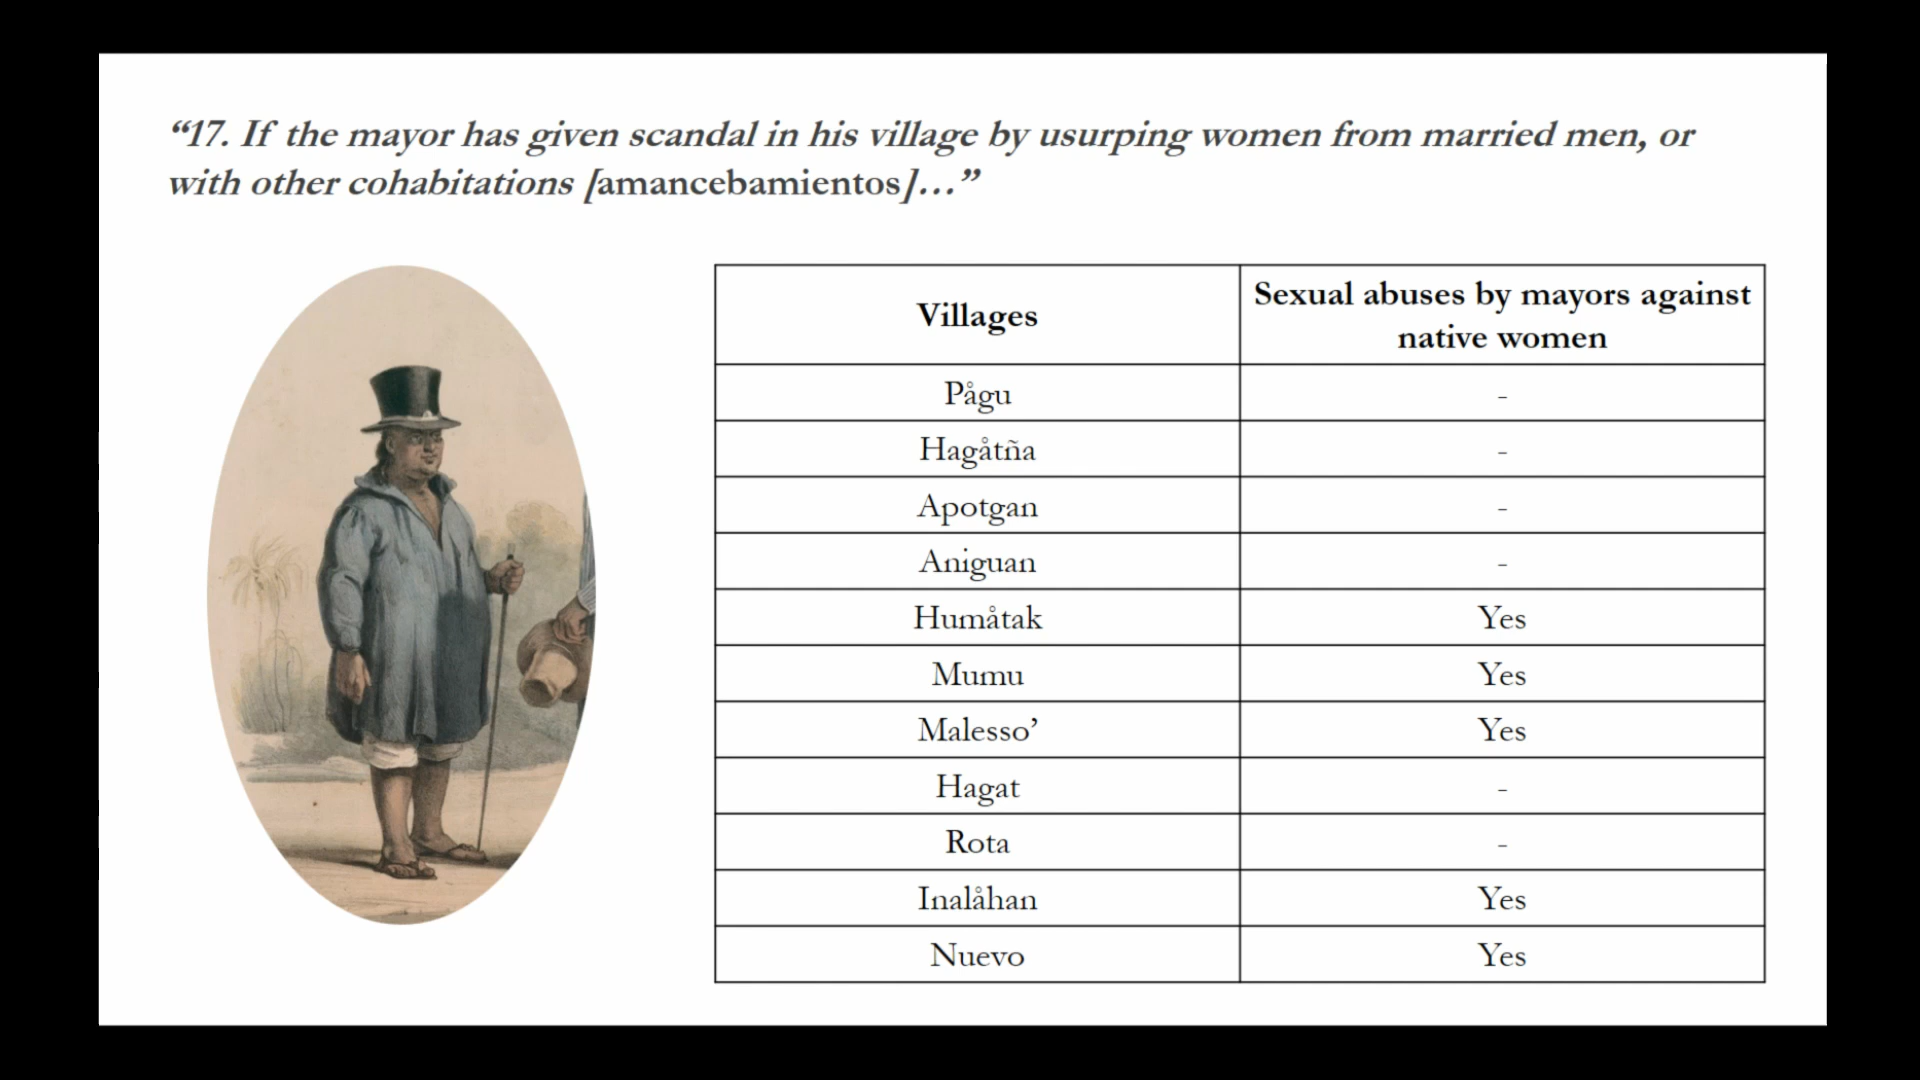 “17. If the mayor has given scandal in his village by usurping women from married men, or
with other cohabitations [amancebamientos]…”
Villages
Sexual abuses by mayors against
native women
Pågu -
Hagåtña -
Apotgan -
Aniguan -
Humåtak Yes
Mumu Yes
Malesso’ Yes
Hagat -
Rota -
Inalåhan Yes
Nuevo Yes